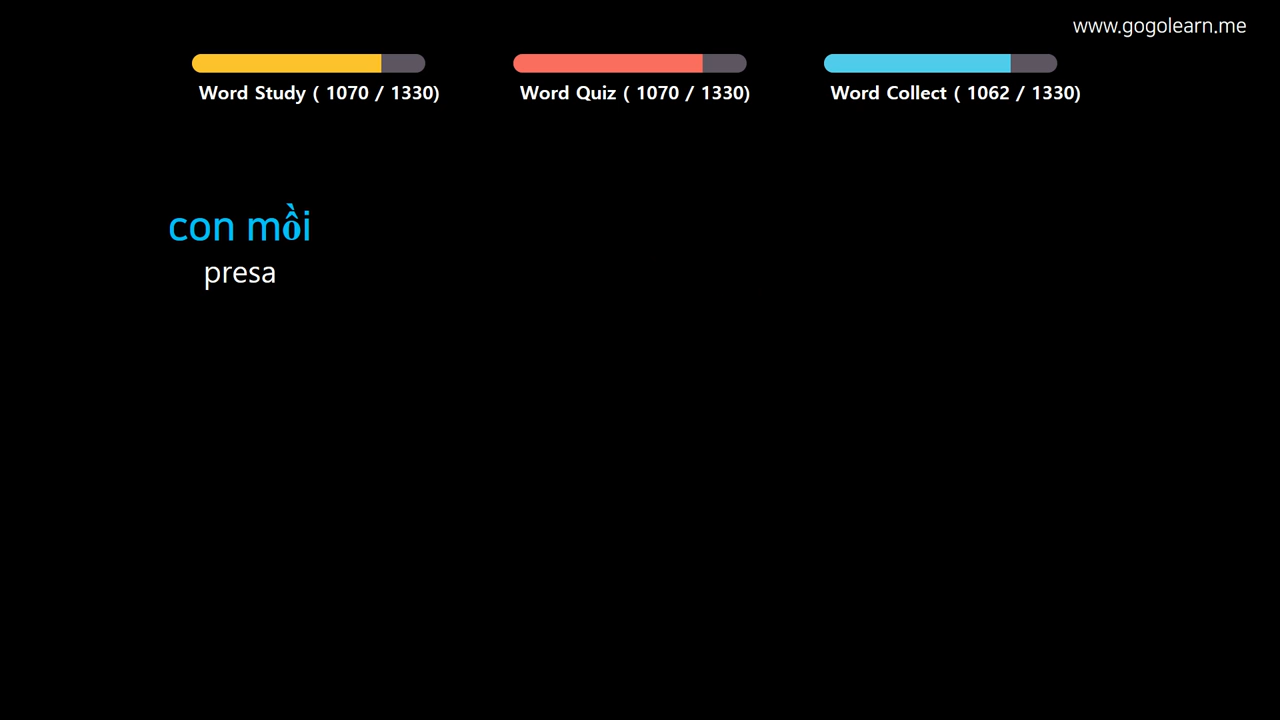 www.gogolearn.me
Word Study ( 1070 / 1330)
Word Quiz ( 1070 / 1330)
Word Collect ( 1062 / 1330)
con mồi
presa